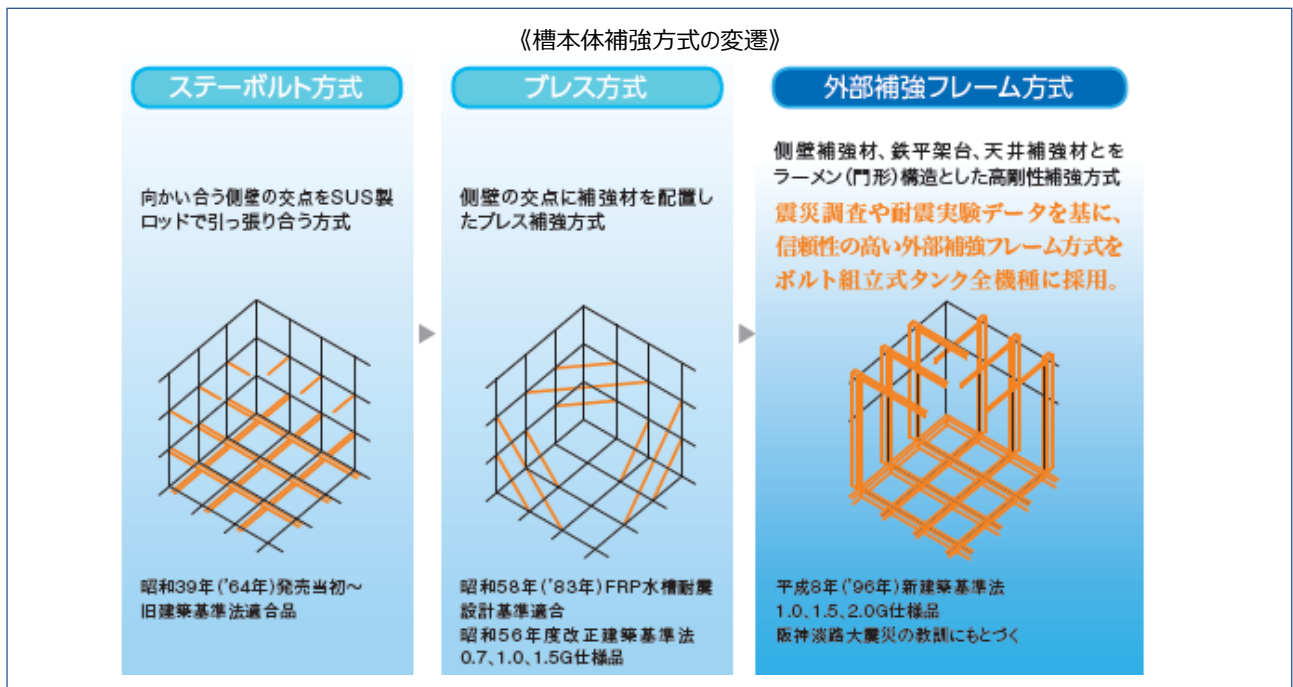 《槽本体補強方式の変遷》
ステーボルト方式
向かい合う側壁の交点をSUS製
ロッドで引っ張り合う方式
昭和39年('64年)発売当初～
旧建築基準法適合品
ブレス方式
側壁の交点に補強材を配置し
たブレス補強方式
昭和58年('83年)FRP水槽耐震
設計基準適合
昭和56年度改正建築基準法
0.7、1.0、1.5G仕様品
外部補強フレーム方式
側壁補強材、鉄平架台、天井補強材とを
ラーメン(門形)構造とした高剛性補強方式
震災調査や耐震実験データを基に、
信頼性の高い外部補強フレーム方式を
ボルト組立式タンク全機種に採用。
平成8年('96年)新建築基準法
1.0、1.5、2.0G仕様品
阪神淡路大震災の教訓にもとづく